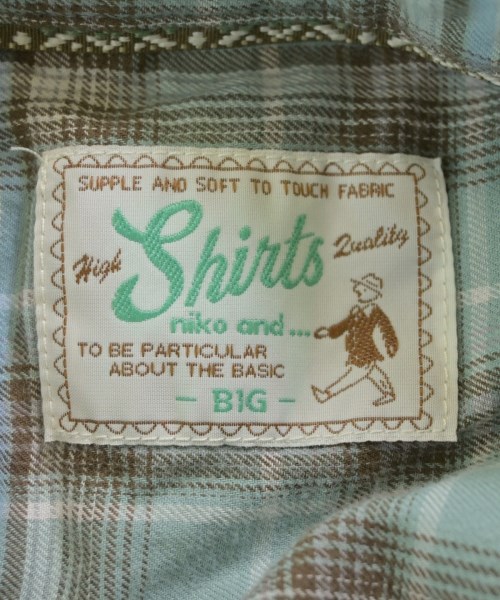 SUPPLE AND SOFT TO TOUCH FABRIC
High Shirts Quality
niko and...
TO BE PARTICULAR
ABOUT THE BASIC
- BIG -